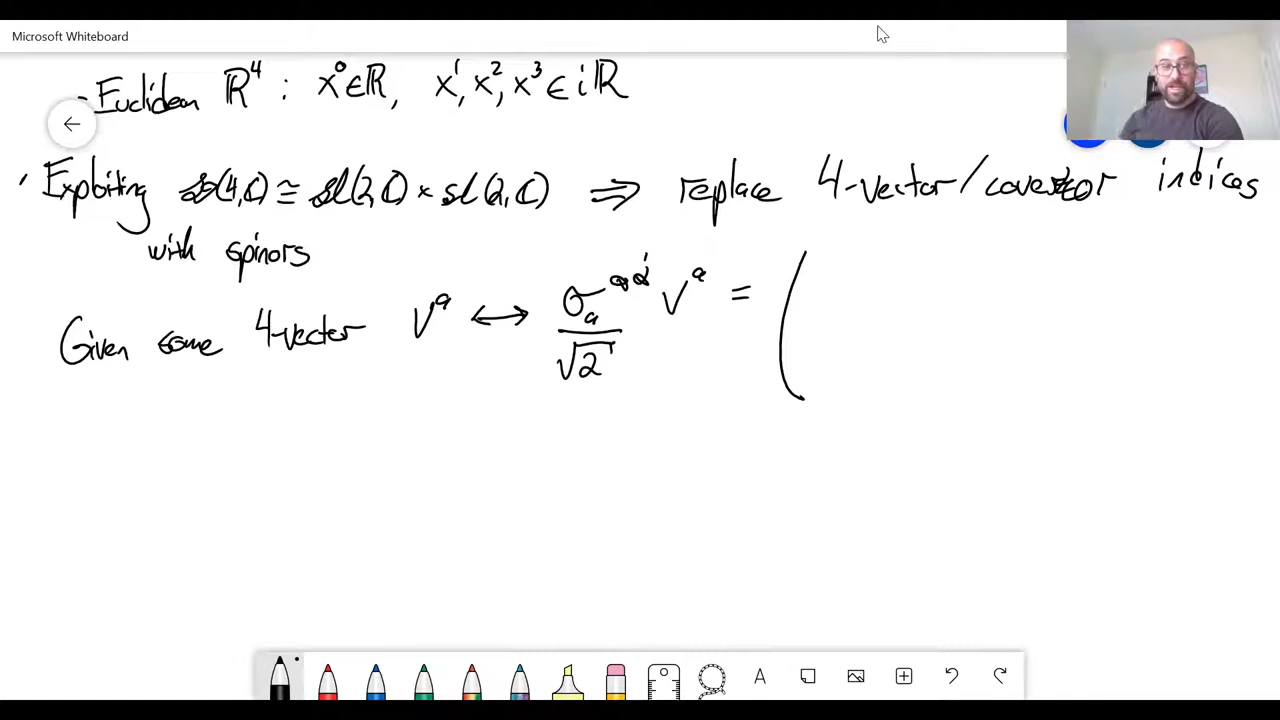 Microsoft Whiteboard
- Euclidean ℝ⁴ : x⁰∈ℝ, x¹,x²,x³∈iℝ
· Exploiting so(4,ℂ) ≅ sl(2,ℂ) × sl(2,ℂ) ⇒ replace 4-vector/covector indices
with spinors
Given some 4-vector Vᵃ ↔ σₐ^{αα̇}/√2 Vᵃ = (